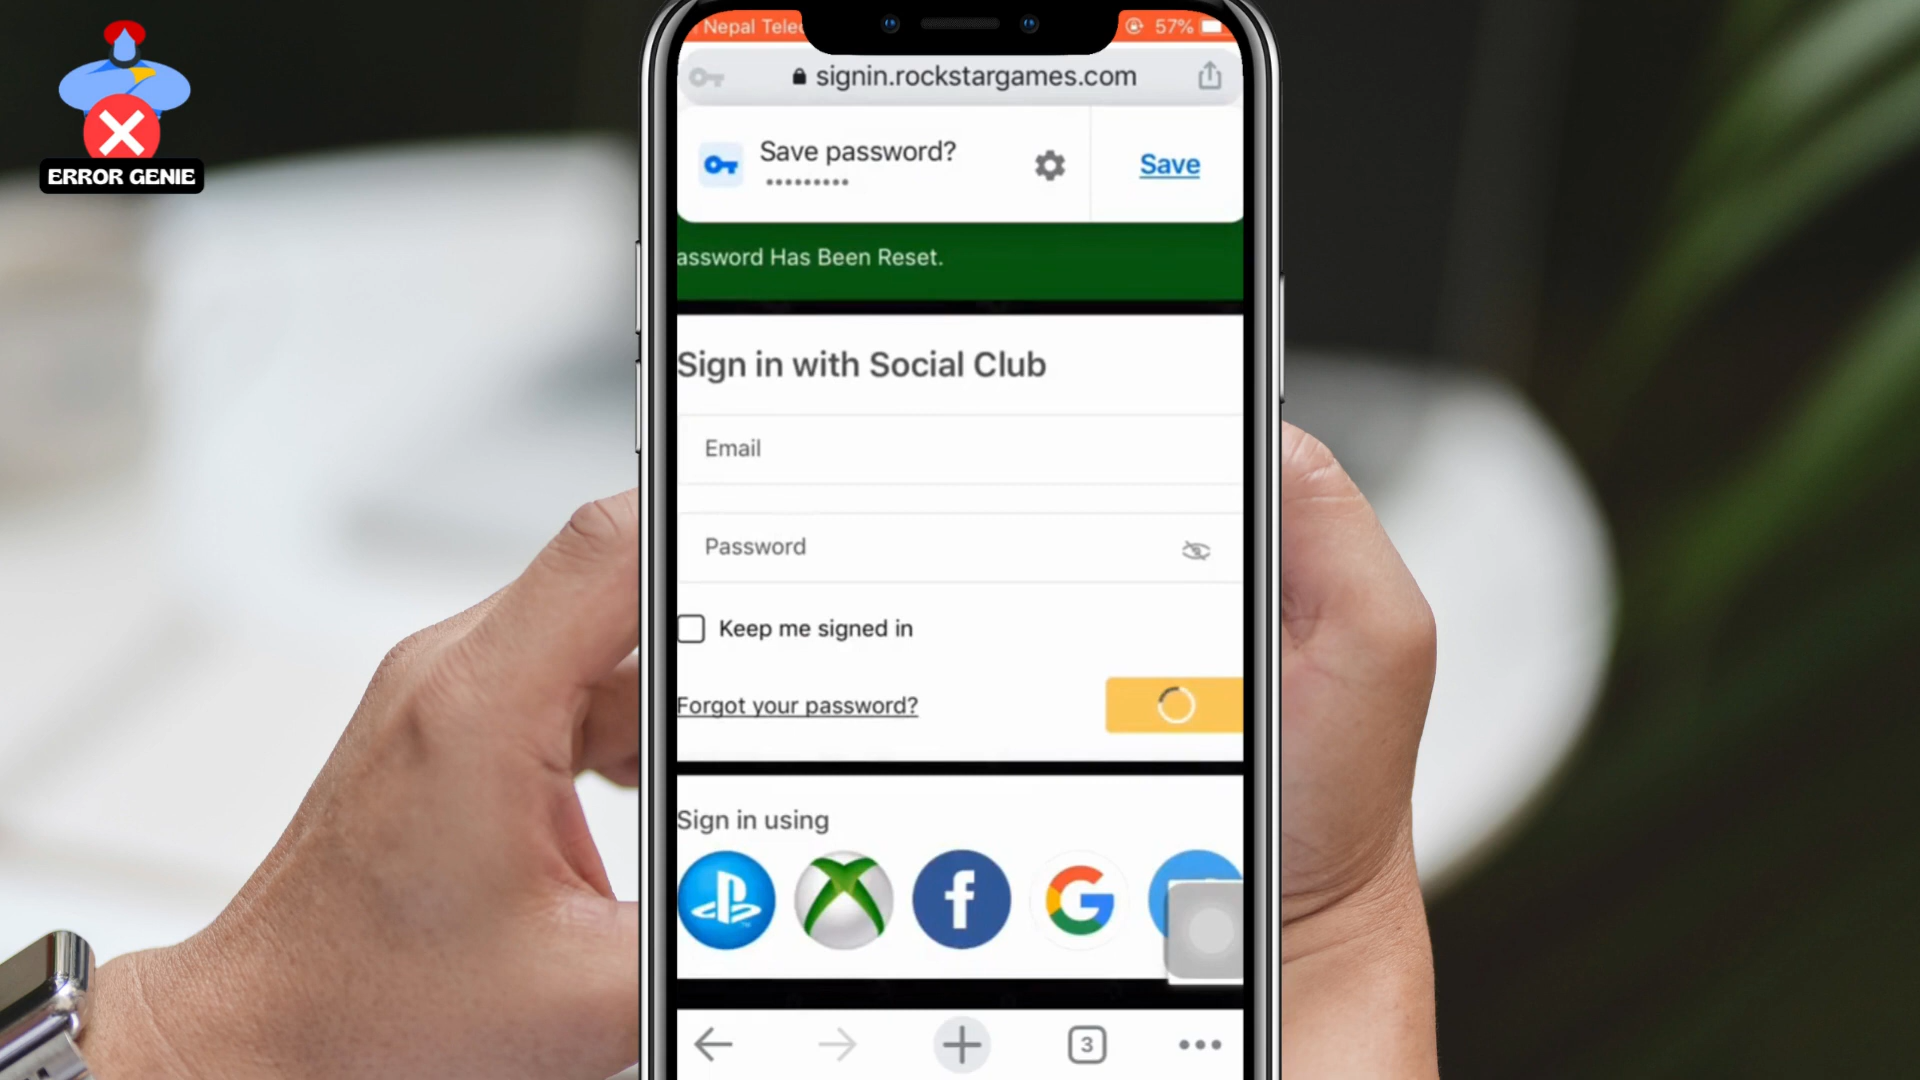 ERROR GENIE
Nepal Tele
57%
signin.rockstargames.com
Save password?
Save
assword Has Been Reset.
Sign in with Social Club
Email
Password
Keep me signed in
Forgot your password?
Sign in using
3